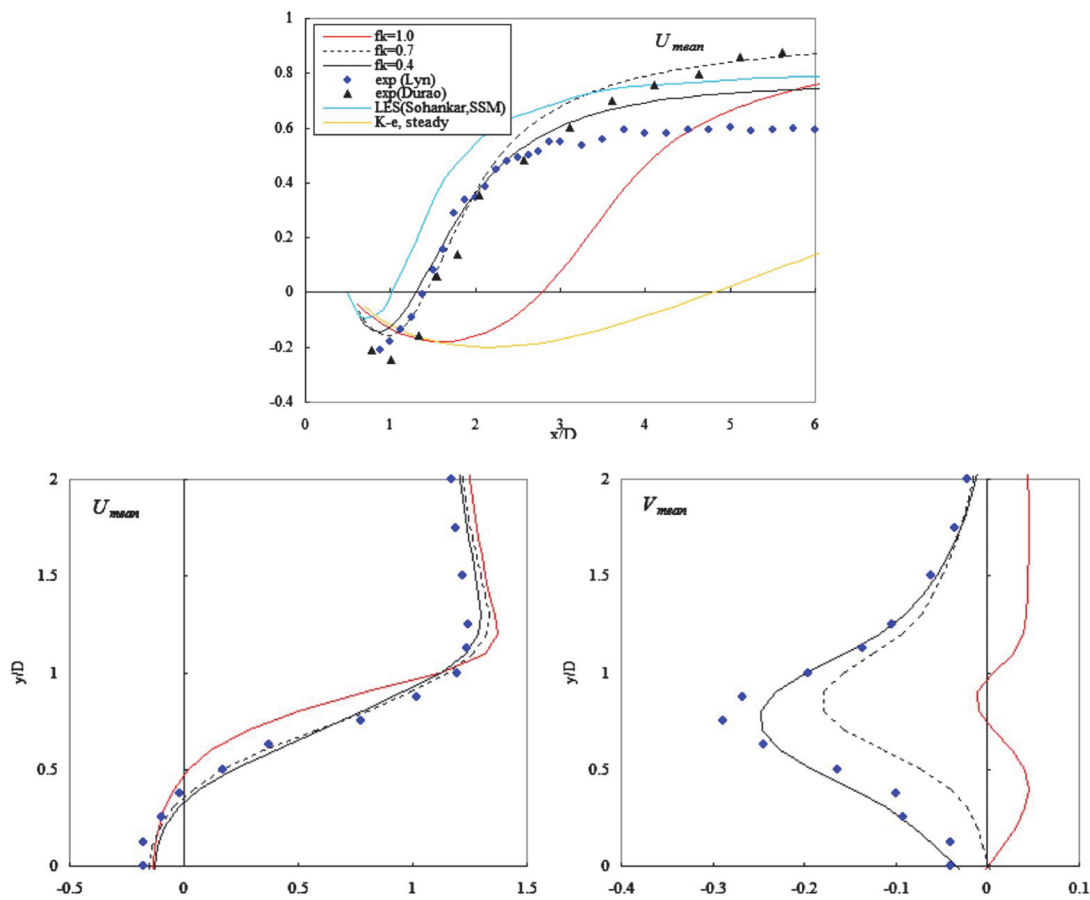 1
0.8
0.6
0.4
0.2
0
-0.2
-0.4
fk=1.0
fk=0.7
fk=0.4
exp (Lyn)
exp(Durao)
LES(Sohankar,SSM)
K-e, steady
U mean
0 1 2 3 4 5 6
x/D
2
1.5
1
0.5
0
y/D
U mean
-0.5 0 0.5 1 1.5
2
1.5
1
0.5
0
y/D
V mean
-0.4 -0.3 -0.2 -0.1 0 0.1